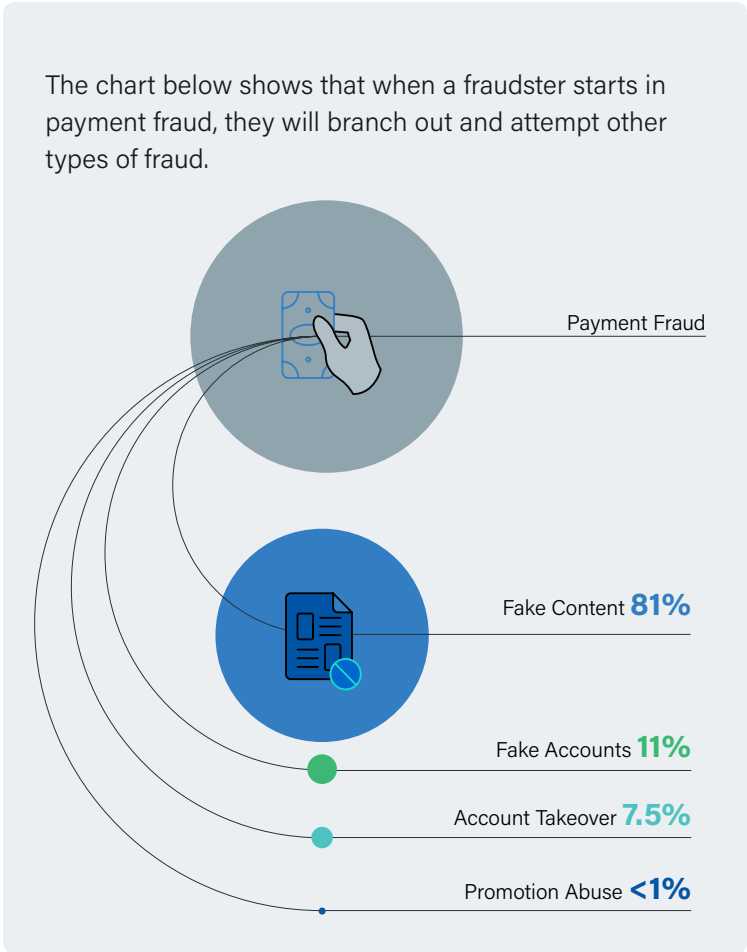 The chart below shows that when a fraudster starts in
payment fraud, they will branch out and attempt other
types of fraud.
Payment Fraud
Fake Content 81%
Fake Accounts 11%
Account Takeover 7.5%
Promotion Abuse <1%